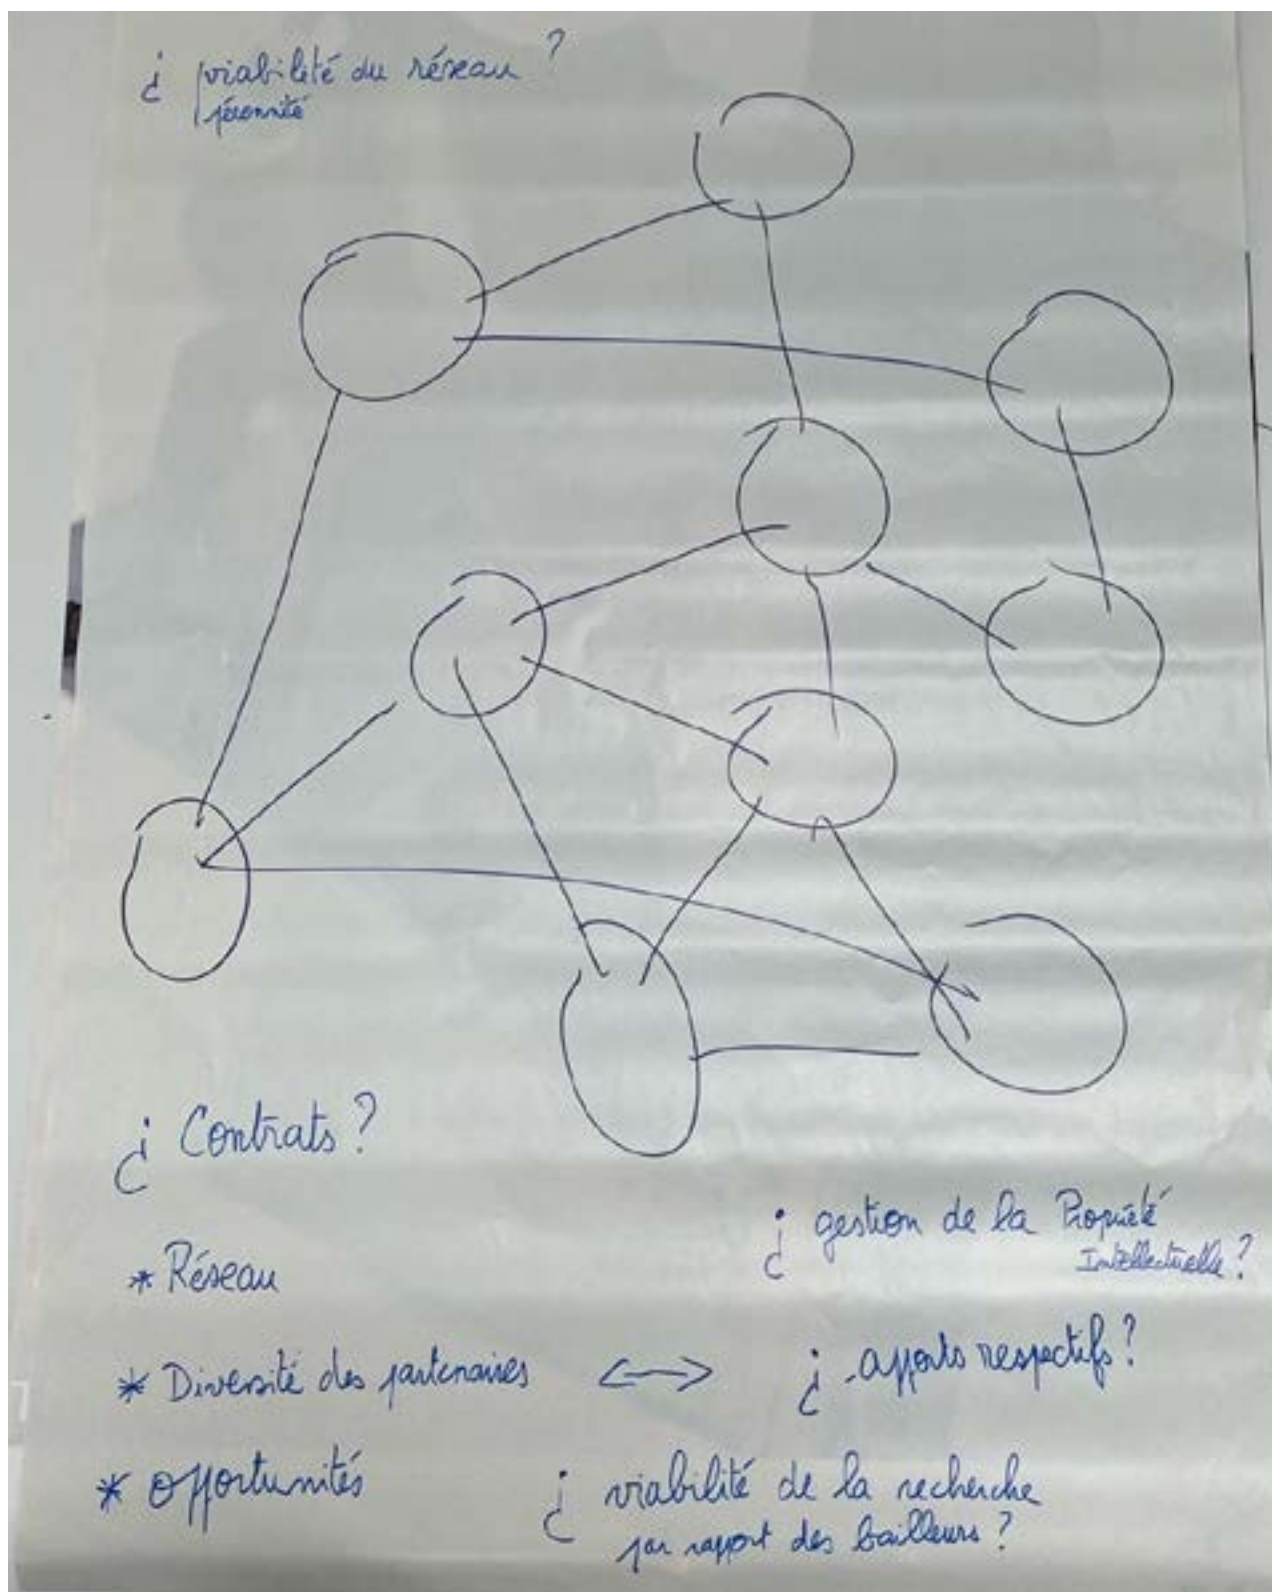 ¿ viabilité du réseau ?
pérennité
¿ Contrats ?
¿ gestion de la Propriété
Intellectuelle ?
* Réseau
* Diversité des partenaires <-> ¿ apports respectifs ?
* opportunités
¿ viabilité de la recherche
par rapport des bailleurs ?